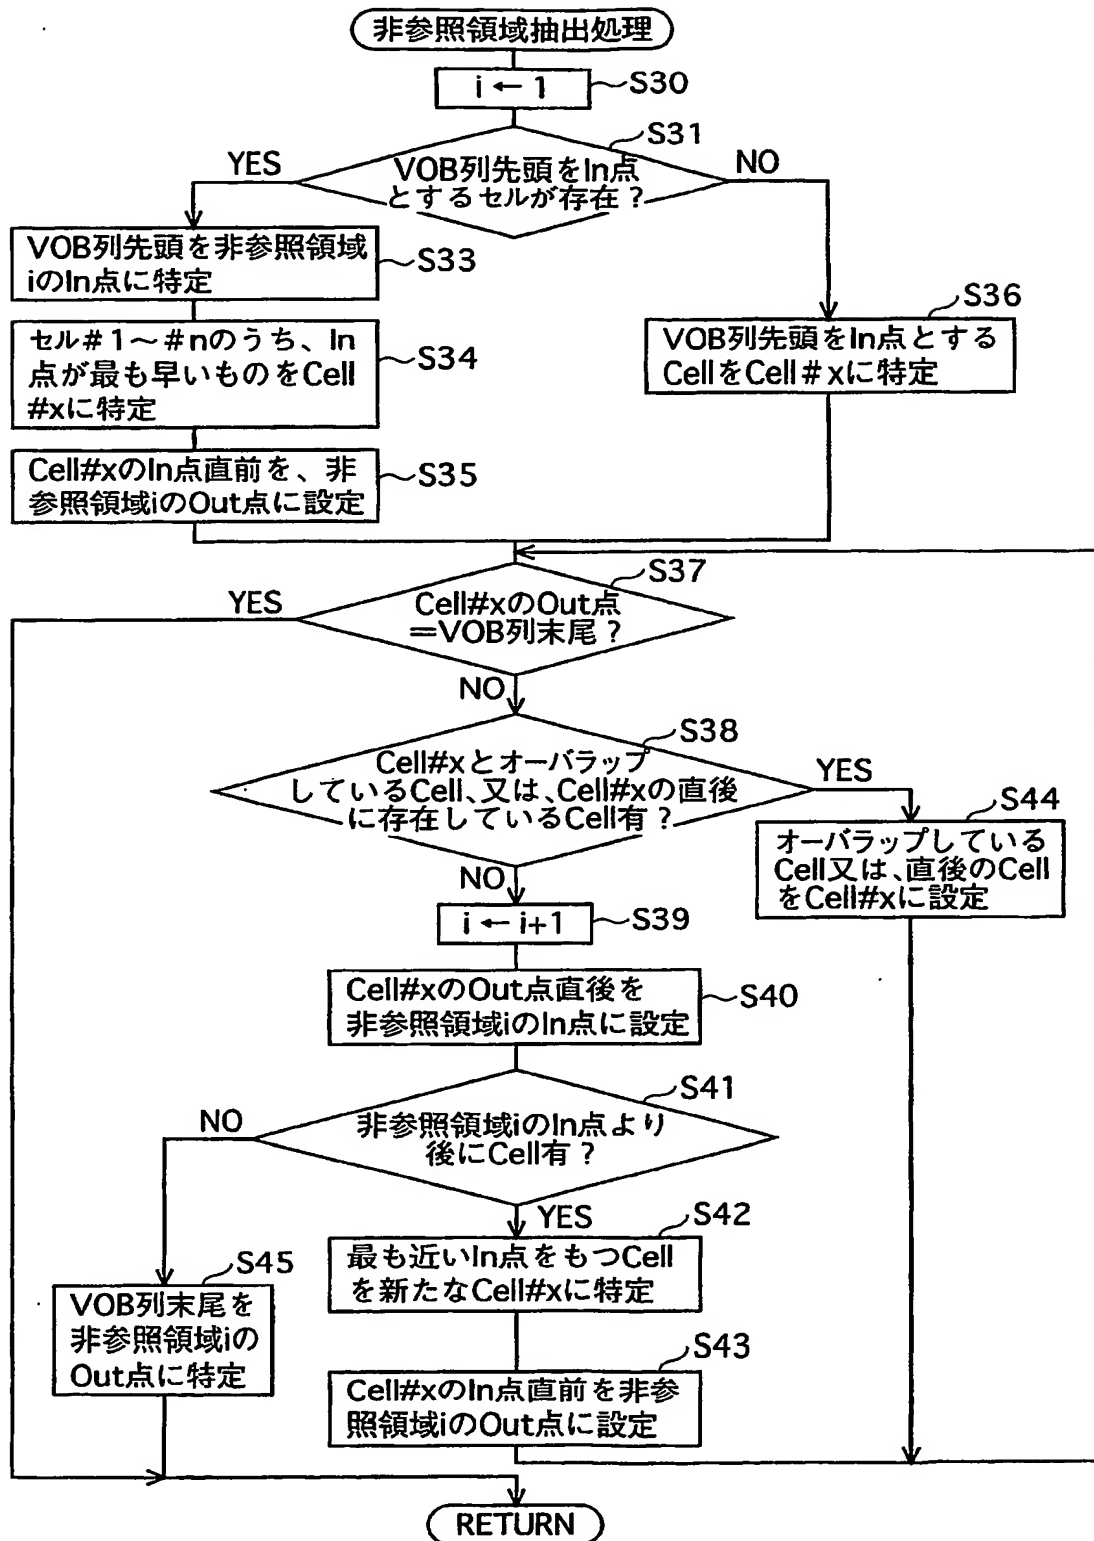 非参照領域抽出処理
i ← 1
S30
S31
YES
VOB列先頭をIn点
とするセルが存在？
NO
VOB列先頭を非参照領域
iのIn点に特定
S33
セル＃1～＃nのうち、In
点が最も早いものをCell
#xに特定
S34
Cell#xのIn点直前を、非
参照領域iのOut点に設定
S35
S36
VOB列先頭をIn点とする
CellをCell＃xに特定
S37
YES
Cell#xのOut点
＝VOB列末尾？
NO
S38
Cell#xとオーバラップ
しているCell、又は、Cell#xの直後
に存在しているCell有？
YES
S44
オーバラップしている
Cell又は、直後のCell
をCell#xに設定
NO
i ← i+1
S39
Cell#xのOut点直後を
非参照領域iのIn点に設定
S40
S41
NO
非参照領域iのIn点より
後にCell有？
YES
S42
最も近いIn点をもつCell
を新たなCell#xに特定
S45
VOB列末尾を
非参照領域iの
Out点に特定
S43
Cell#xのIn点直前を非参
照領域iのOut点に設定
RETURN